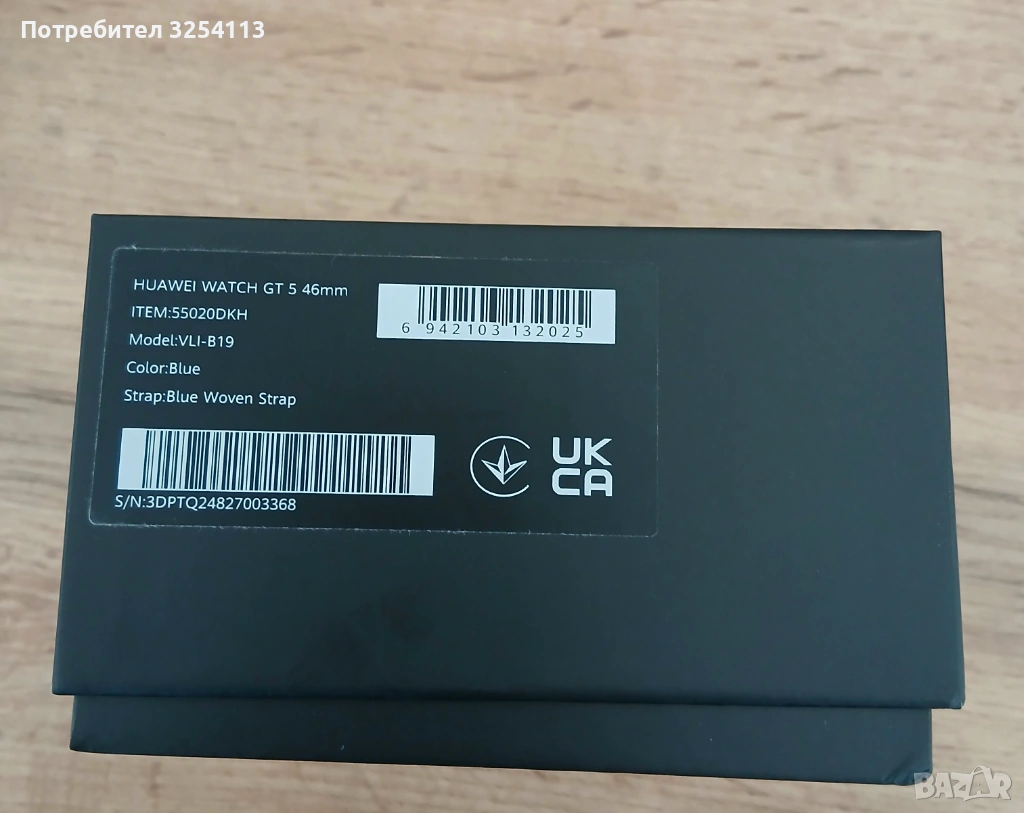 Потребител 3254113
HUAWEI WATCH GT 5 46mm
ITEM:55020DKH
Model:VLI-B19
Color:Blue
Strap:Blue Woven Strap
6 942103 132025
S/N:3DPTQ24827003368
UK
CA
BAZAR